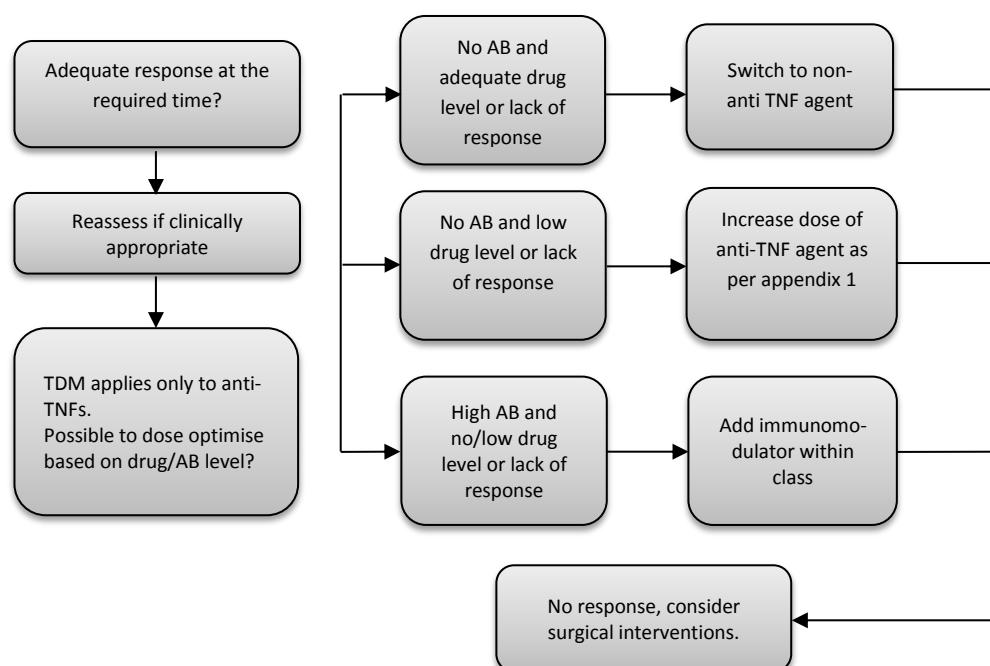 Adequate response at the
required time?
Reassess if clinically
appropriate
TDM applies only to anti-
TNFs.
Possible to dose optimise
based on drug/AB level?
No AB and
adequate drug
level or lack of
response
Switch to non-
anti TNF agent
No AB and low
drug level or lack
of response
Increase dose of
anti-TNF agent as
per appendix 1
High AB and
no/low drug
level or lack of
response
Add immunomo-
dulator within
class
No response, consider
surgical interventions.